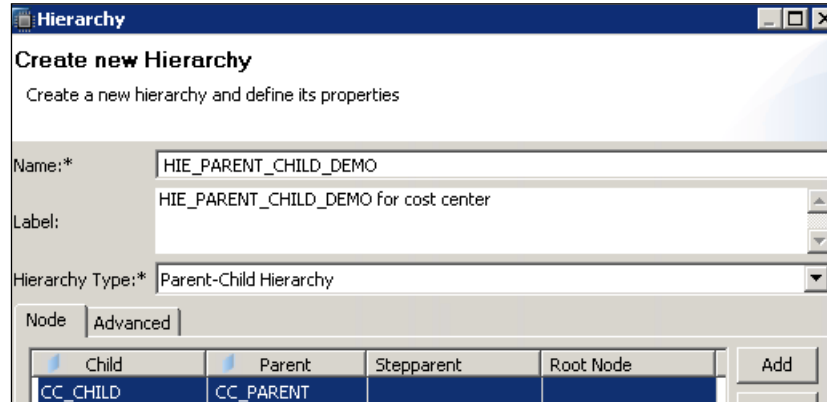 Hierarchy
Create new Hierarchy
Create a new hierarchy and define its properties
Name:* HIE_PARENT_CHILD_DEMO
Label: HIE_PARENT_CHILD_DEMO for cost center
Hierarchy Type:* Parent-Child Hierarchy
Node Advanced
Child Parent Stepparent Root Node Add
CC_CHILD CC_PARENT